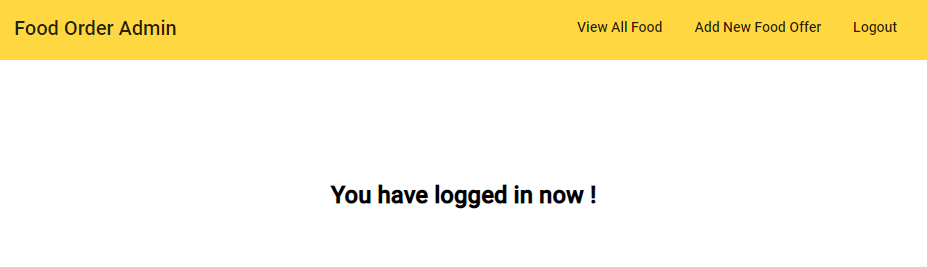 Food Order Admin View All Food Add New Food Offer Logout
You have logged in now !